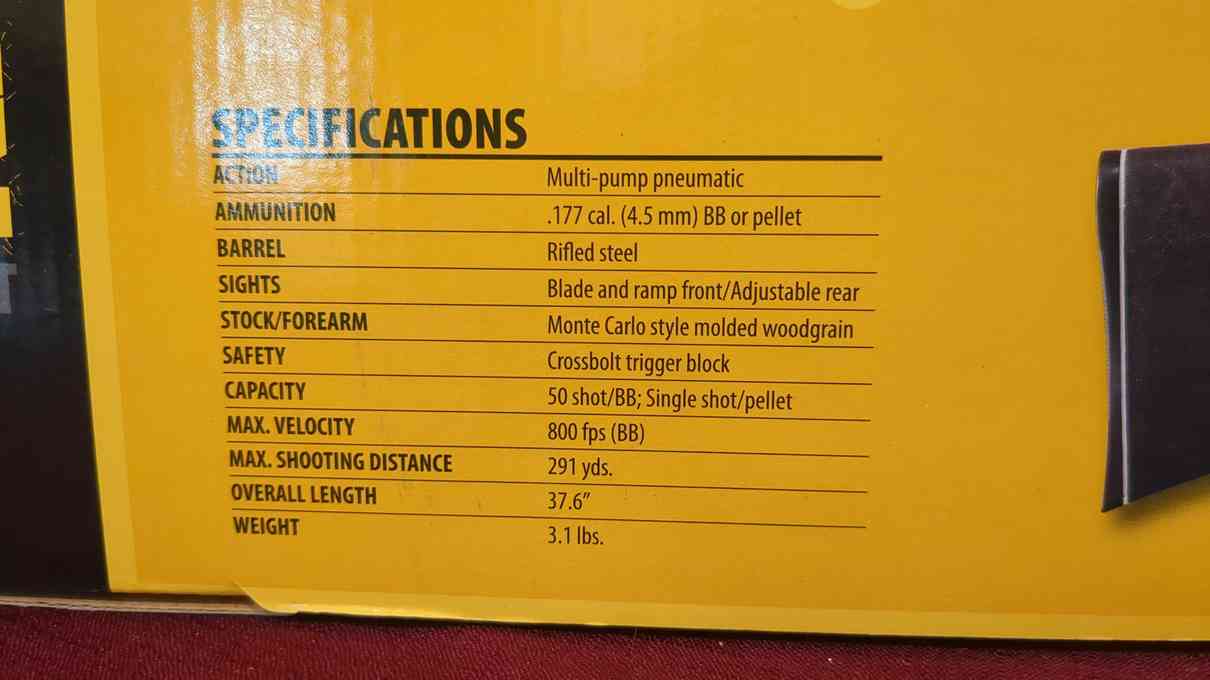 SPECIFICATIONS
ACTION Multi-pump pneumatic
AMMUNITION .177 cal. (4.5 mm) BB or pellet
BARREL Rifled steel
SIGHTS Blade and ramp front/Adjustable rear
STOCK/FOREARM Monte Carlo style molded woodgrain
SAFETY Crossbolt trigger block
CAPACITY 50 shot/BB; Single shot/pellet
MAX. VELOCITY 800 fps (BB)
MAX. SHOOTING DISTANCE 291 yds.
OVERALL LENGTH 37.6”
WEIGHT 3.1 lbs.